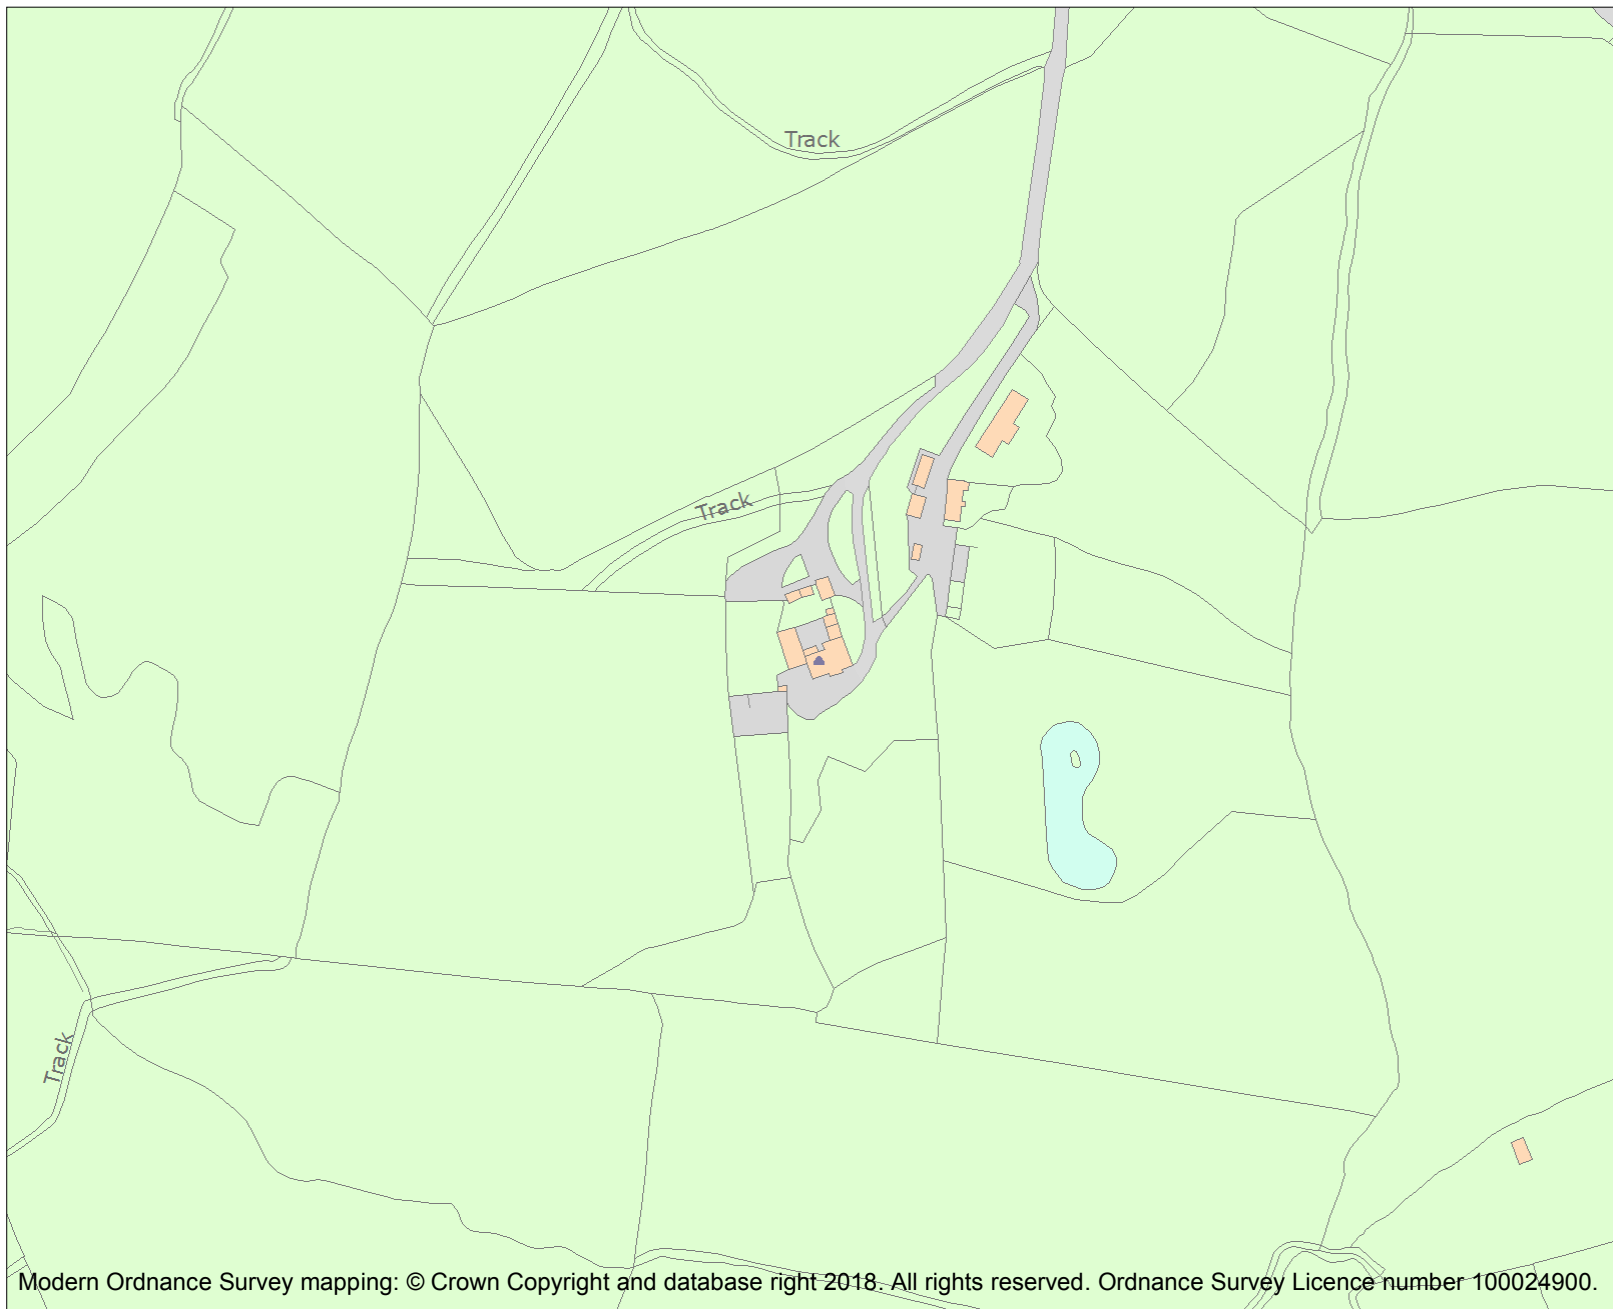 Track
Track
Track
Modern Ordnance Survey mapping: © Crown Copyright and database right 2018. All rights reserved. Ordnance Survey Licence number 100024900.